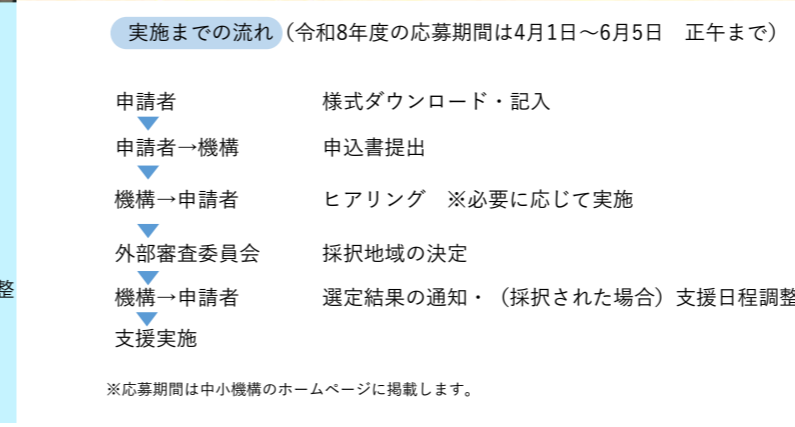 実施までの流れ（令和8年度の応募期間は4月1日～6月5日　正午まで）
申請者　様式ダウンロード・記入
申請者→機構　申込書提出
機構→申請者　ヒアリング　※必要に応じて実施
外部審査委員会　採択地域の決定
整
機構→申請者　選定結果の通知・（採択された場合）支援日程調整
支援実施
※応募期間は中小機構のホームページに掲載します。